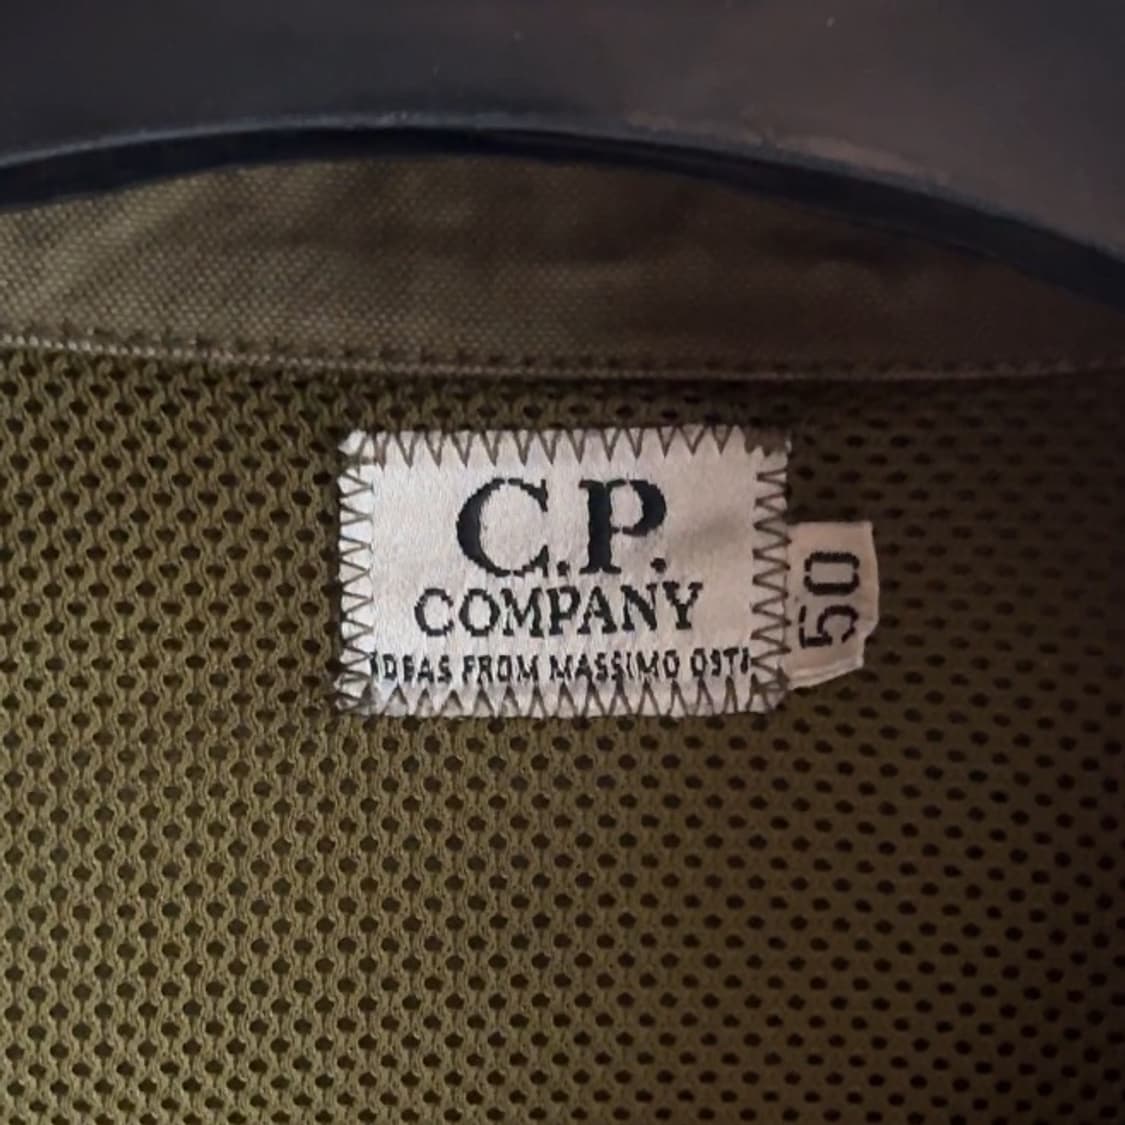 C.P.
COMPANY
IDEAS FROM MASSIMO OSTI
50